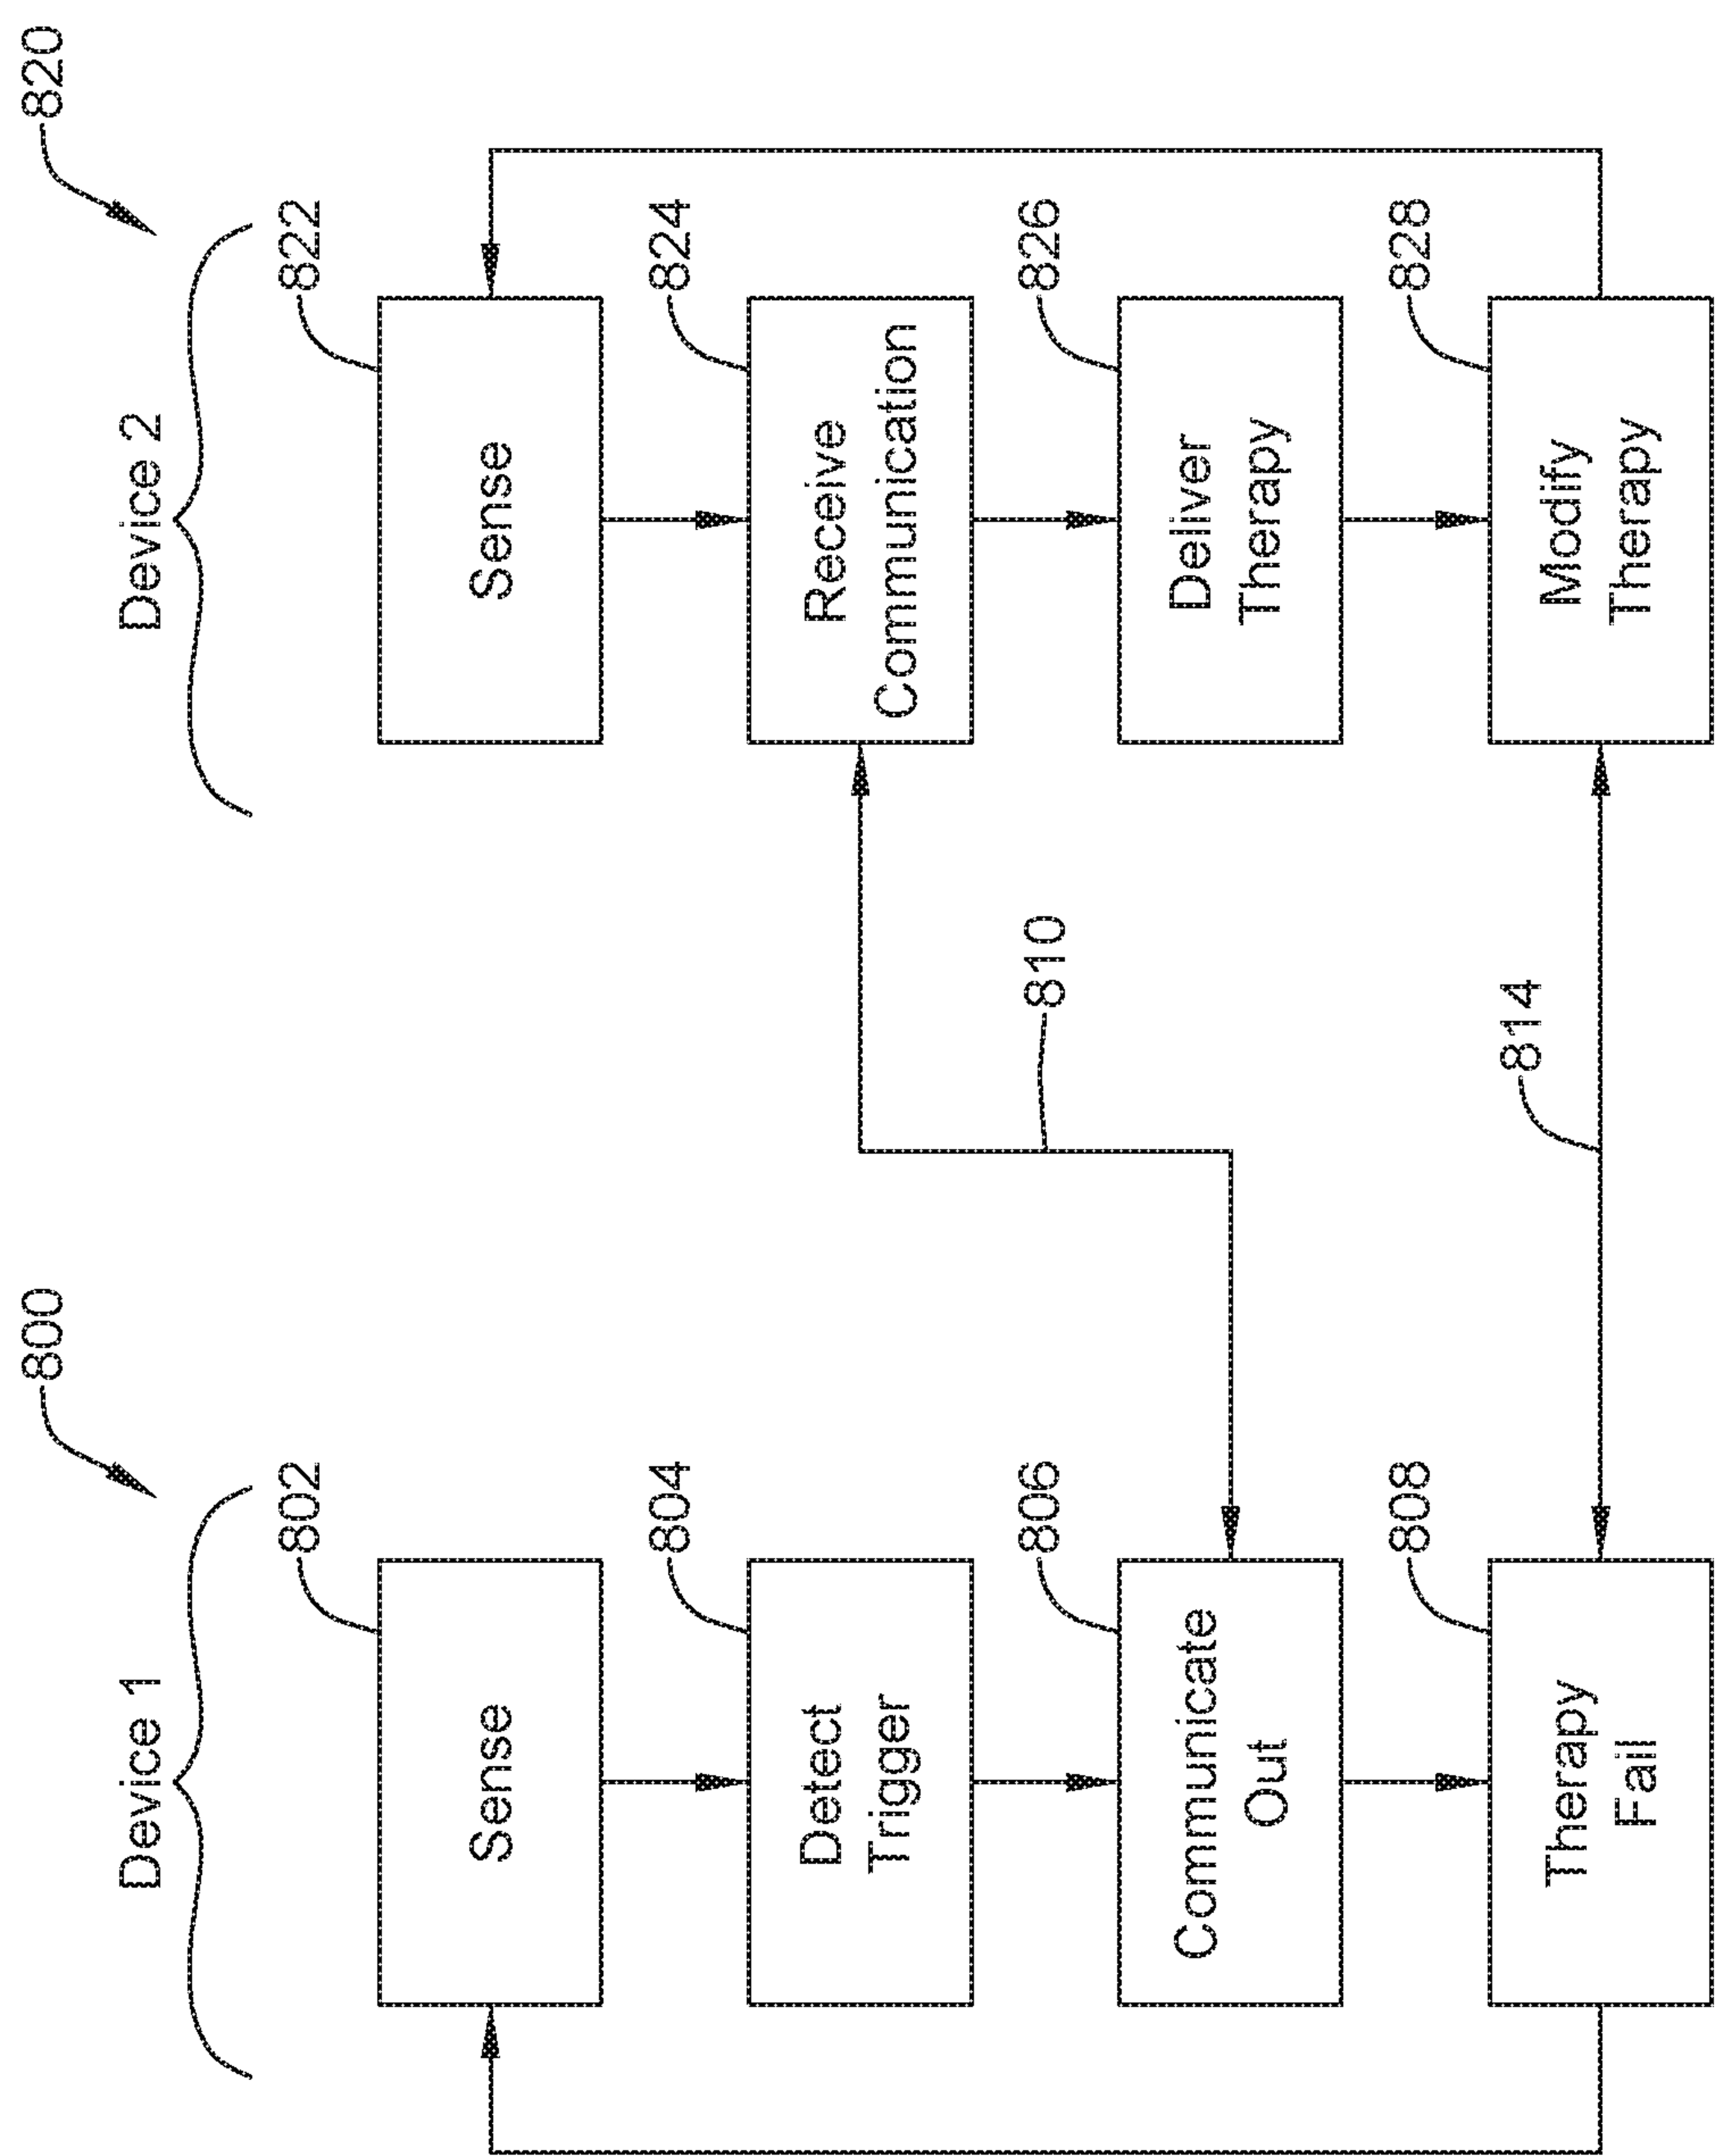 800
820
Device 1
Device 2
802
Sense
822
Sense
804
Detect
Trigger
824
Receive
Communication
806
Communicate
Out
810
826
Deliver
Therapy
808
Therapy
Fail
814
828
Modify
Therapy